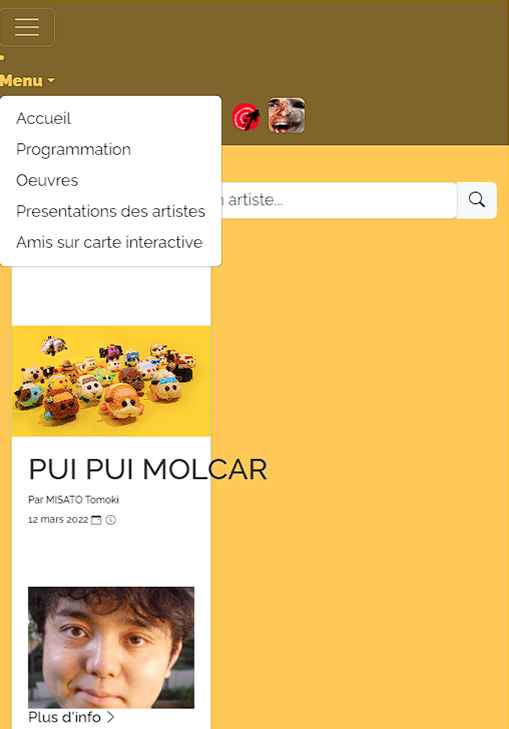 Menu
Accueil
Programmation
Oeuvres
Presentations des artistes
Amis sur carte interactive
artiste...
PUI PUI MOLCAR
Par MISATO Tomoki
12 mars 2022
Plus d'info